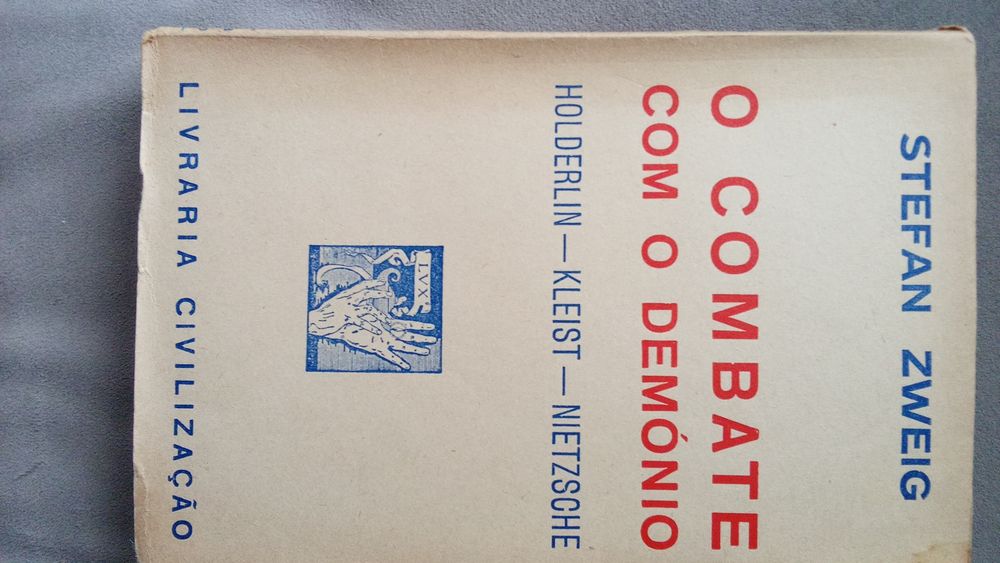 STEFAN ZWEIG
O COMBATE
COM O DEMÓNIO
HOLDERLIN — KLEIST — NIETZSCHE
LVX
LIVRARIA CIVILIZAÇÃO